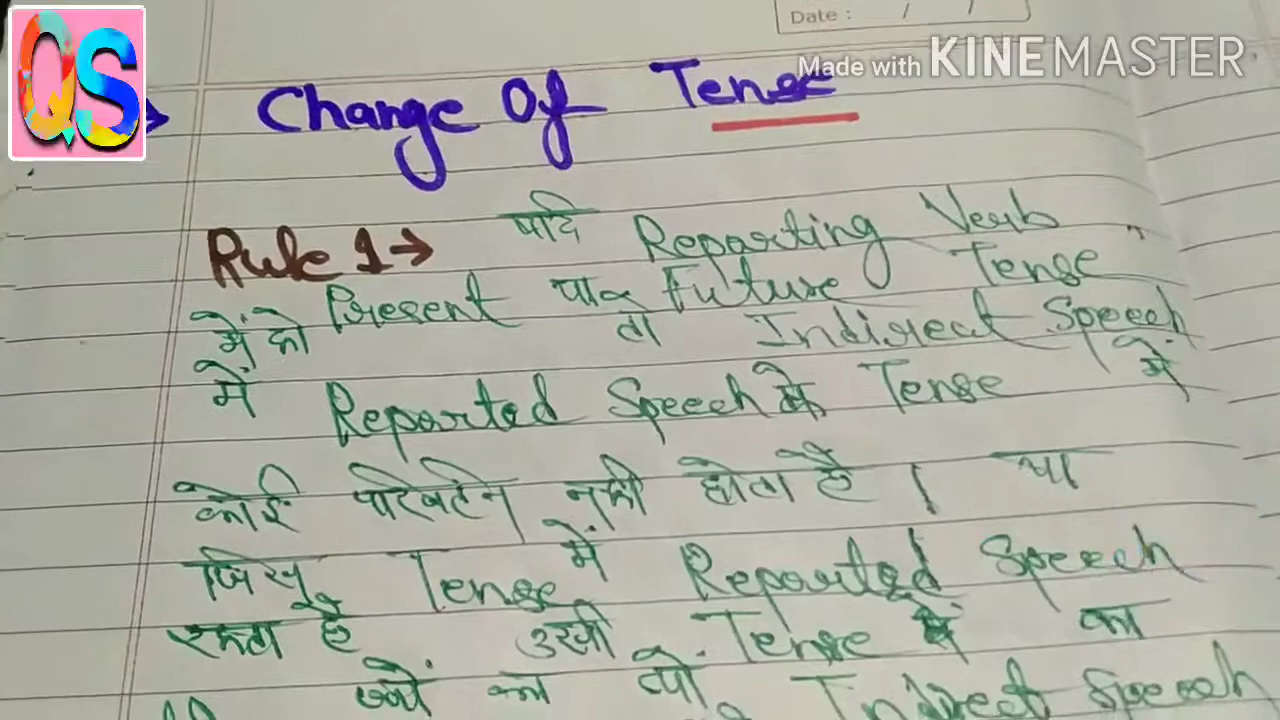 Date : / /
Made with KINEMASTER
QS
Change Of Tense
Rule 1→ यदि Reporting Verb
Present या Future Tense
में हो तो Indirect Speech
में Reported Speech के Tense में
कोई परिवर्तन नही होता है । या
जिस Tense में Reported Speech
रहता है उसी Tense में का
ज्यों का त्यों Indirect Speech